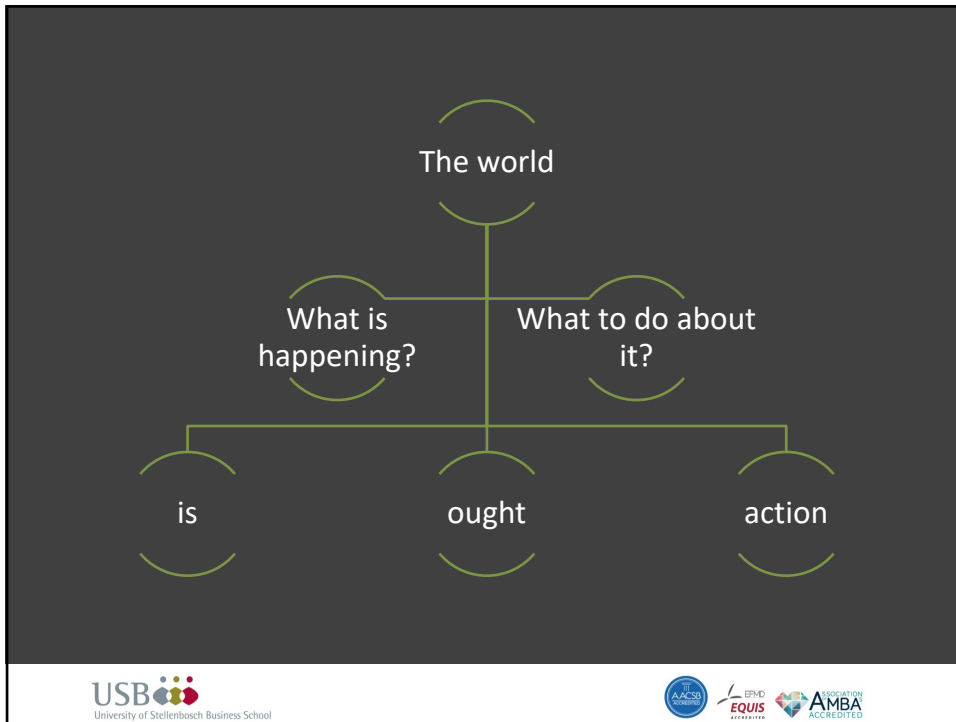 The world
What is
happening?
What to do about
it?
is
ought
action
USB
University of Stellenbosch Business School
AACSB
ACCREDITED
EFMD
EQUIS
ACCREDITED
ASSOCIATION
AMBA
ACCREDITED